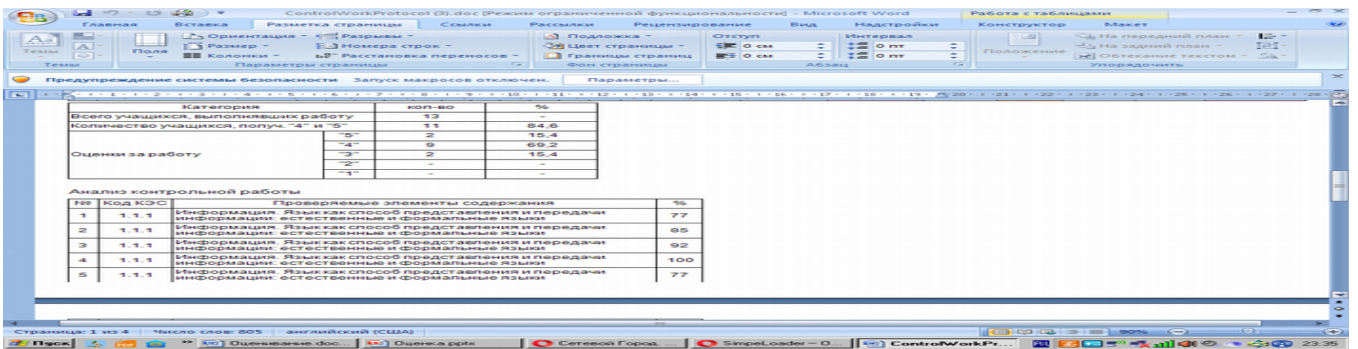 ControlWorkProtocol (3).doc [Режим ограниченной функциональности] - Microsoft Word Работа с таблицами
Главная Вставка Разметка страницы Ссылки Рассылки Рецензирование Вид Надстройки Конструктор Макет
Темы Поля Ориентация Разрывы Подложка Отступ Интервал Положение На передний план
Размер Номера строк Цвет страницы 0 см 0 пт На задний план
Колонки Расстановка переносов Границы страниц 0 см 0 пт Обтекание текстом
Темы Параметры страницы Фон страницы Абзац Упорядочить
Предупреждение системы безопасности Запуск макросов отключен. Параметры...
Категория кол-во %
Всего учащихся, выполнявших работу 13 -
Количество учащихся, получ. "4" и "5" 11 84,6
Оценки за работу "5" 2 15,4
"4" 9 69,2
"3" 2 15,4
"2" - -
"1" - -
Анализ контрольной работы
№ Код КЭС Проверяемые элементы содержания %
1 1.1.1 Информация. Язык как способ представления и передачи
информации: естественные и формальные языки 77
2 1.1.1 Информация. Язык как способ представления и передачи
информации: естественные и формальные языки 85
3 1.1.1 Информация. Язык как способ представления и передачи
информации: естественные и формальные языки 92
4 1.1.1 Информация. Язык как способ представления и передачи
информации: естественные и формальные языки 100
5 1.1.1 Информация. Язык как способ представления и передачи
информации: естественные и формальные языки 77
Страница: 1 из 4 Число слов: 805 английский (США) 90%
Пуск Оценивание.doc... Оценка.pptx Сетевой Город. ... SimpeLoader - О... ControlWorkPr... 23:35